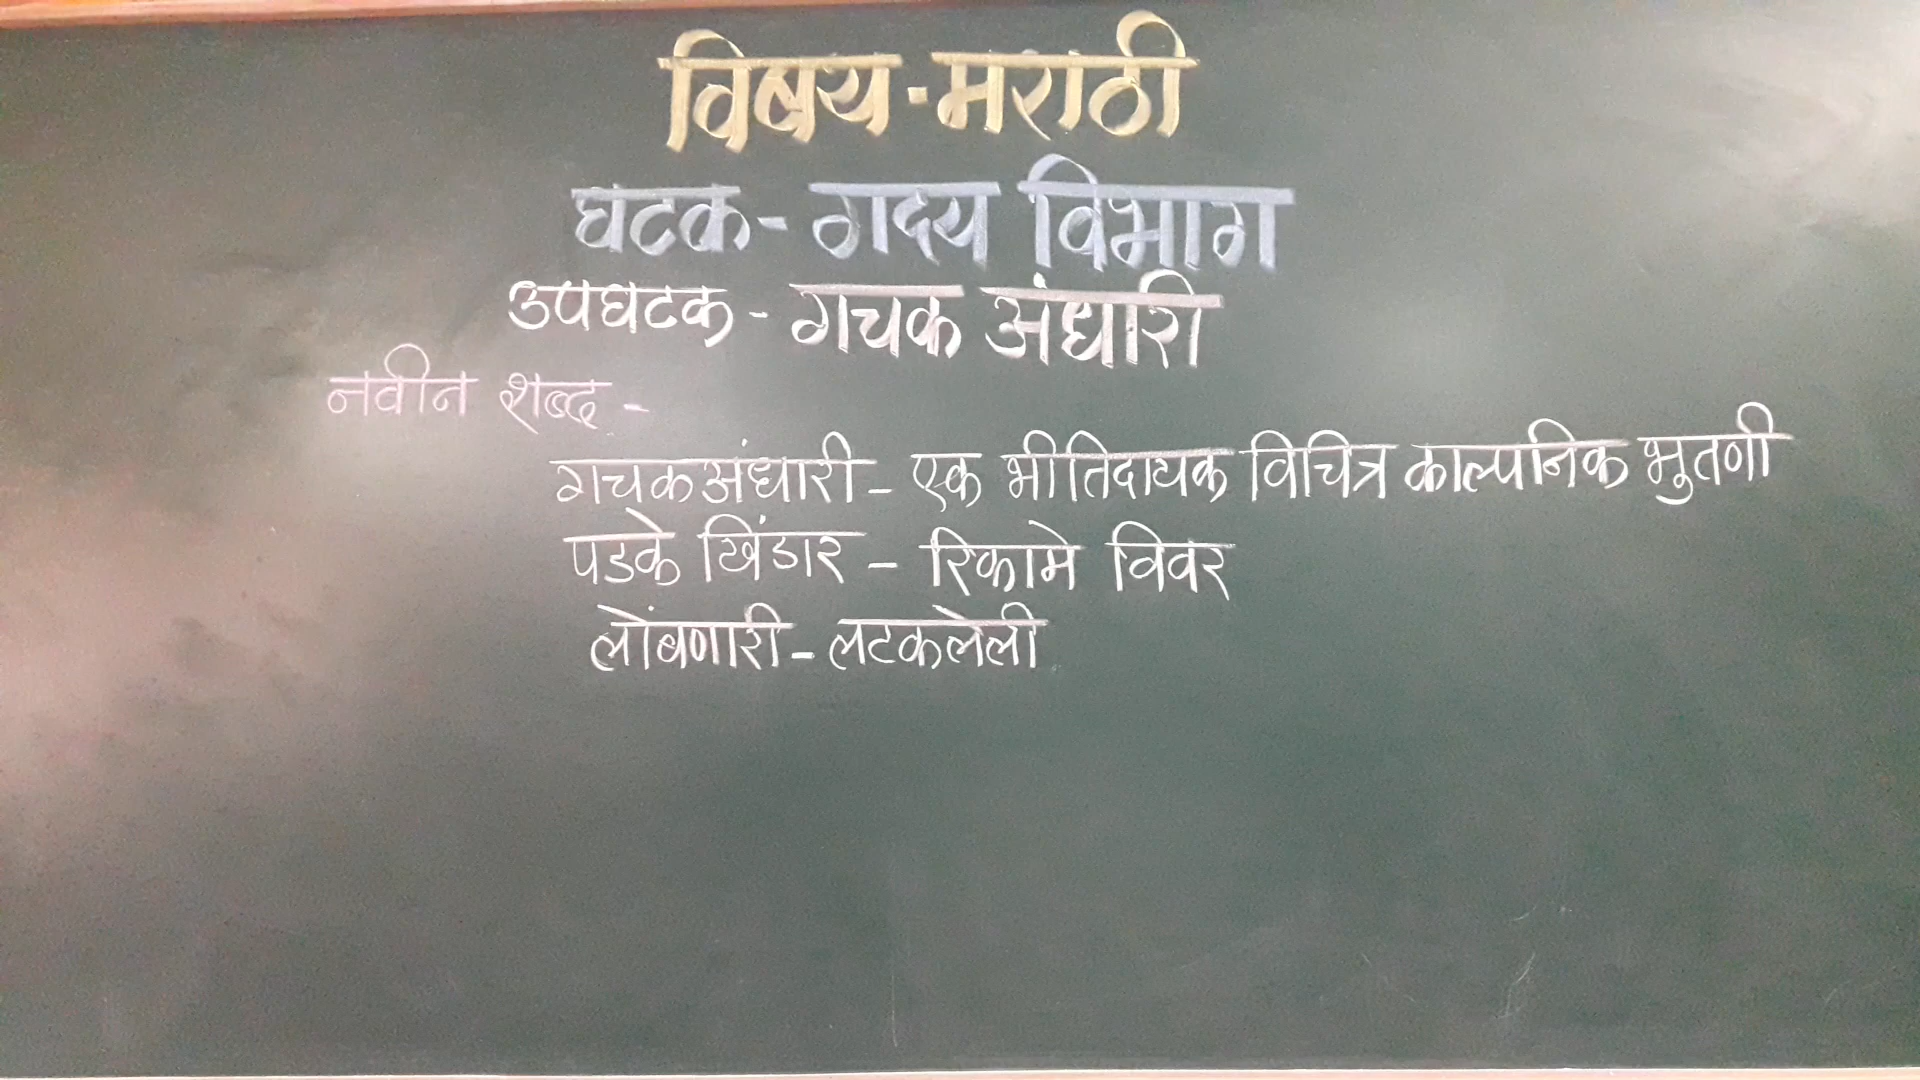 विषय - मराठी
घटक - गद्य विभाग
उपघटक - गचक अंधारी
नवीन शब्द -
गचकअंधारी - एक भीतिदायक विचित्र काल्पनिक भुतणी
पडके खिंडार - रिकामे विवर
लोंबणारी - लटकलेली